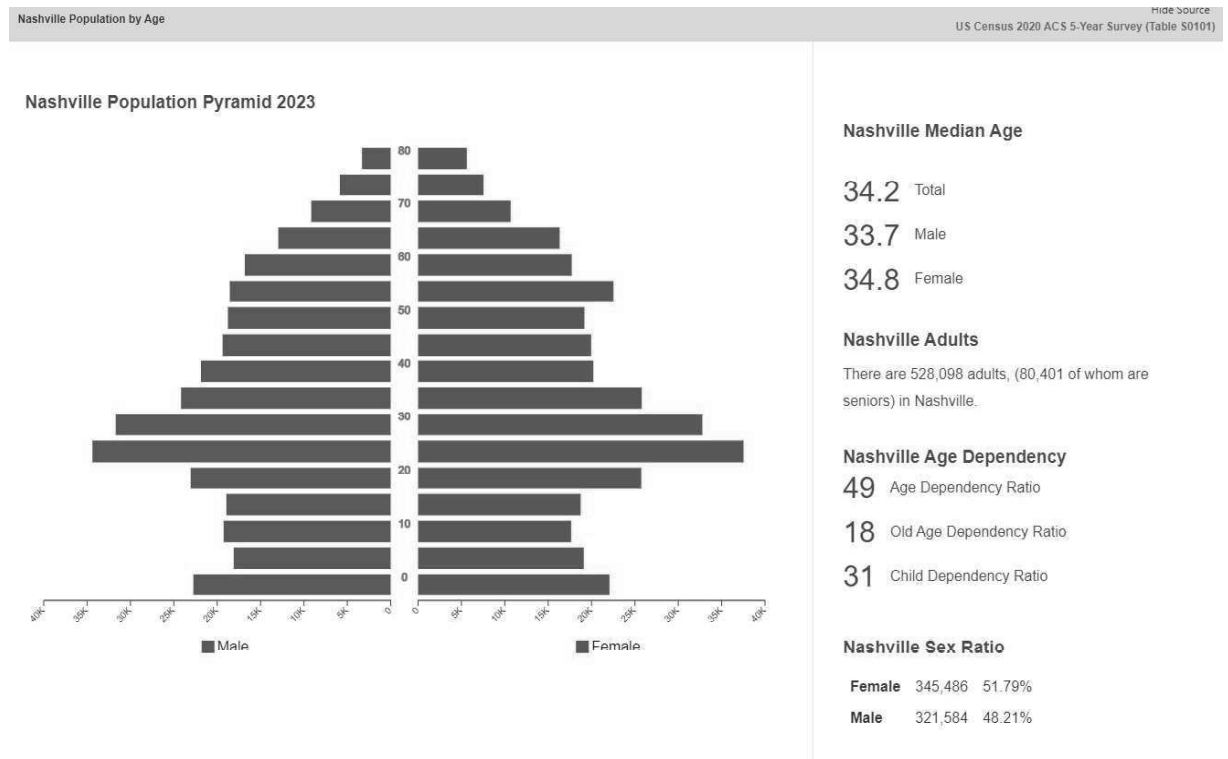 Nashville Population by Age
Hide Source
US Census 2020 ACS 5-Year Survey (Table S0101)
Nashville Population Pyramid 2023
80
70
60
50
40
30
20
10
0
40K 35K 30K 25K 20K 15K 10K 5K 0
0 5K 10K 15K 20K 25K 30K 35K 40K
Male
Female
Nashville Median Age
34.2 Total
33.7 Male
34.8 Female
Nashville Adults
There are 528,098 adults, (80,401 of whom are
seniors) in Nashville.
Nashville Age Dependency
49 Age Dependency Ratio
18 Old Age Dependency Ratio
31 Child Dependency Ratio
Nashville Sex Ratio
Female 345,486 51.79%
Male 321,584 48.21%